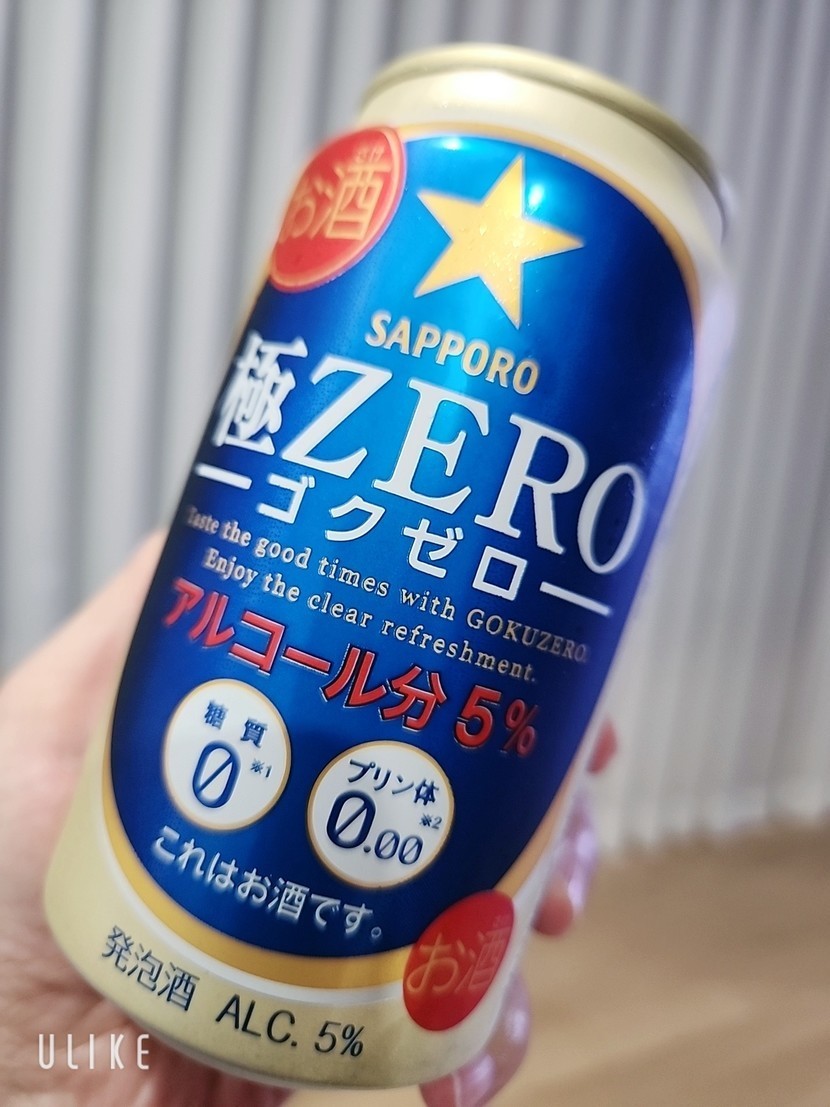 お酒
SAPPORO
極ZERO
ーゴクゼロー
Taste the good times with GOKUZERO.
Enjoy the clear refreshment.
アルコール分 5%
糖質
0※1
プリン体
0.00※2
これはお酒です。
お酒
発泡酒 ALC. 5%
ULIKE